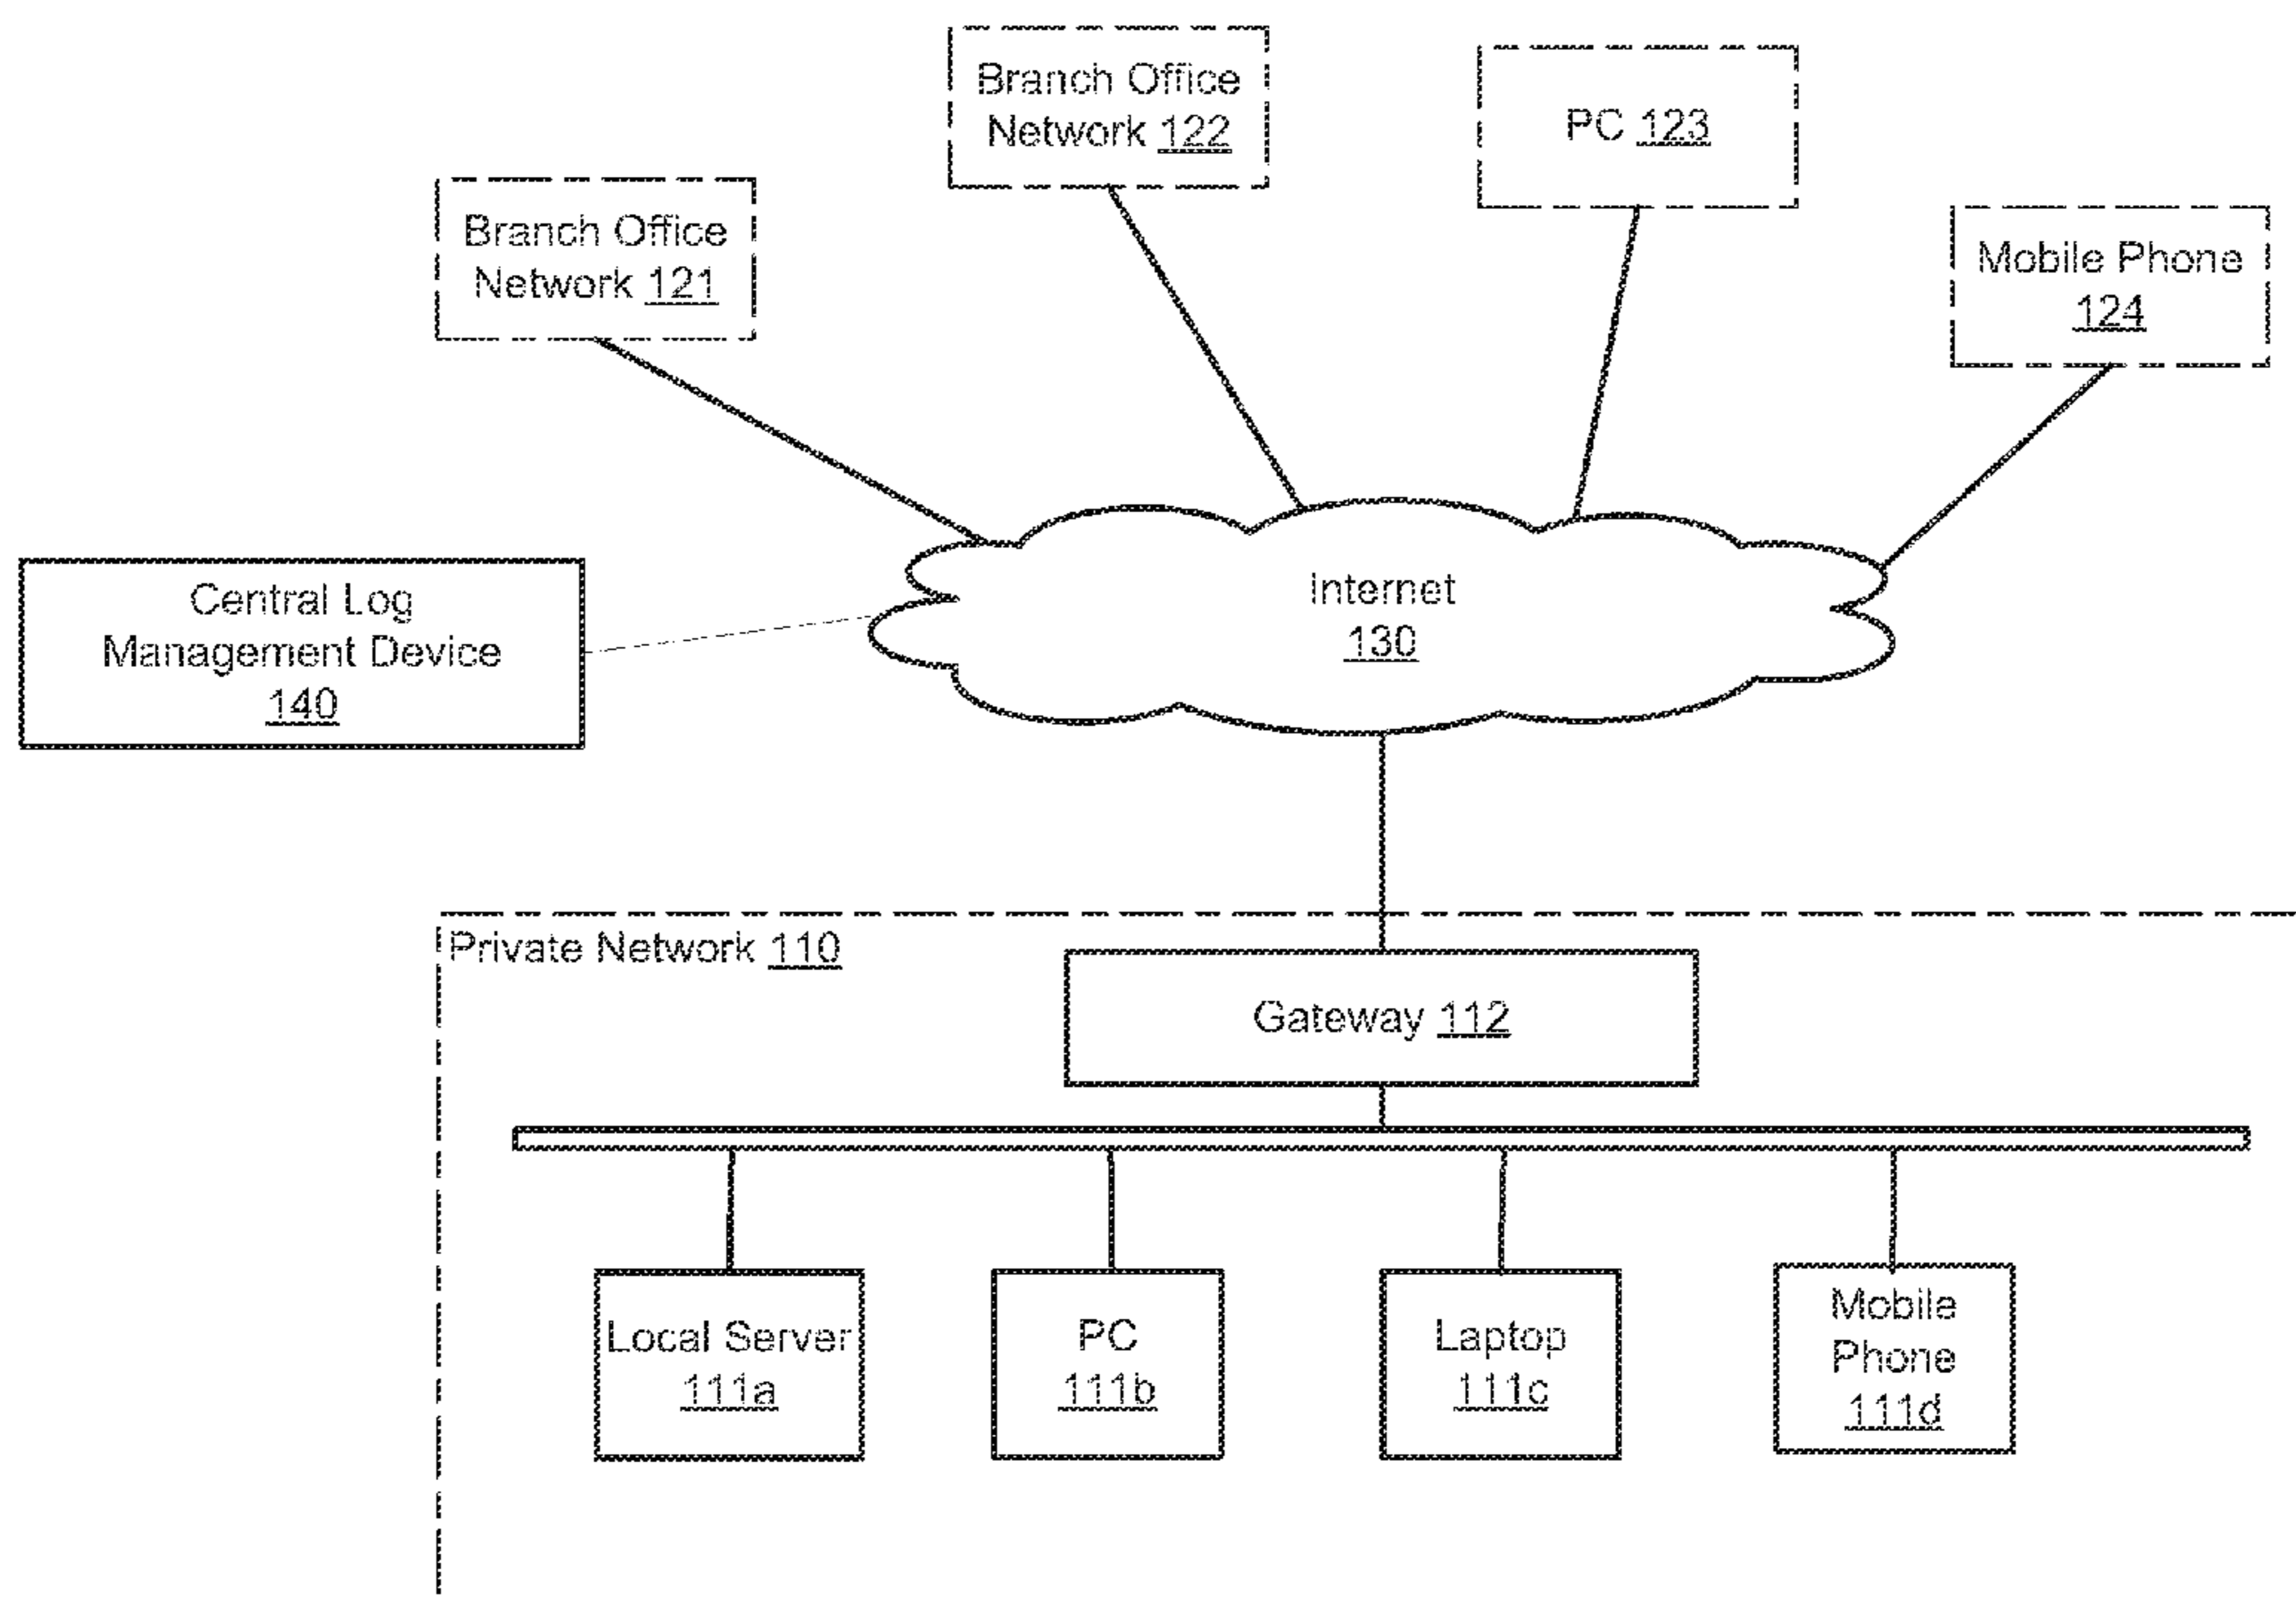 Branch Office
Network 122
PC 123
Branch Office
Network 121
Mobile Phone
124
Central Log
Management Device
140
Internet
130
Private Network 110
Gateway 112
Local Server
111a
PC
111b
Laptop
111c
Mobile
Phone
111d